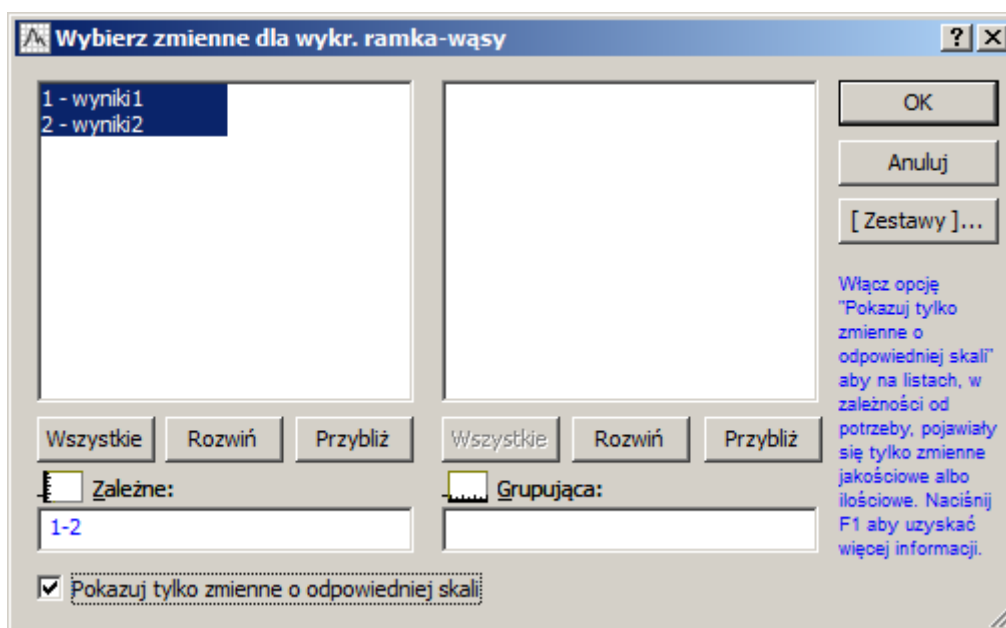 Wybierz zmienne dla wykr. ramka-wąsy
1 - wyniki1
2 - wyniki2
OK
Anuluj
[ Zestawy ]...
Włącz opcję
"Pokazuj tylko
zmienne o
odpowiedniej skali"
aby na listach, w
zależności od
potrzeby, pojawiały
się tylko zmienne
jakościowe albo
ilościowe. Naciśnij
F1 aby uzyskać
więcej informacji.
Wszystkie Rozwiń Przybliż
Wszystkie Rozwiń Przybliż
Zależne:
1-2
Grupująca:
Pokazuj tylko zmienne o odpowiedniej skali